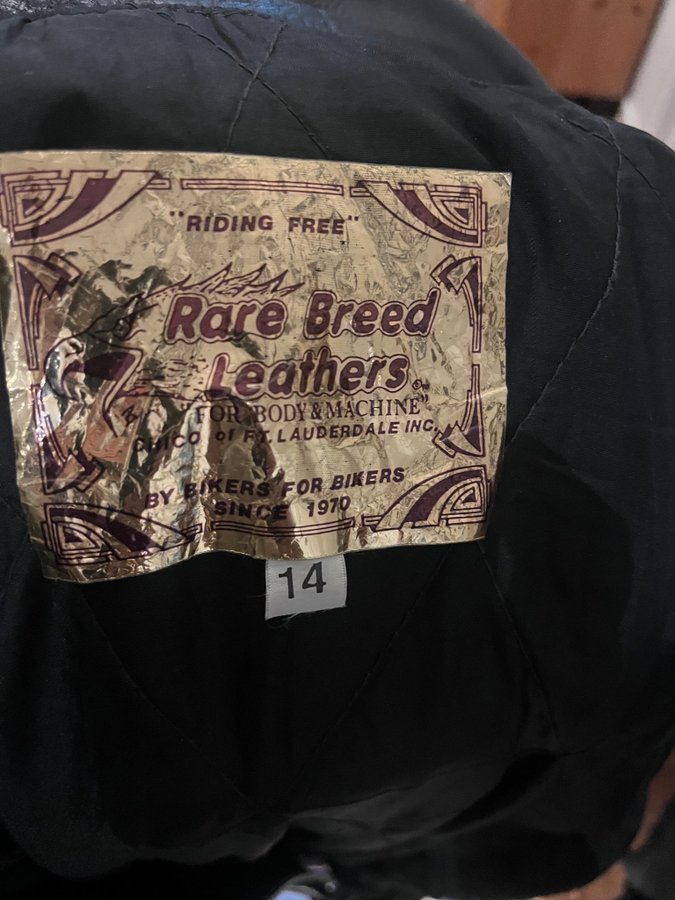 "RIDING FREE"
Rare Breed
Leathers
"FOR BODY & MACHINE"
CHICO of FT. LAUDERDALE INC.
BY BIKERS FOR BIKERS
SINCE 1970
14